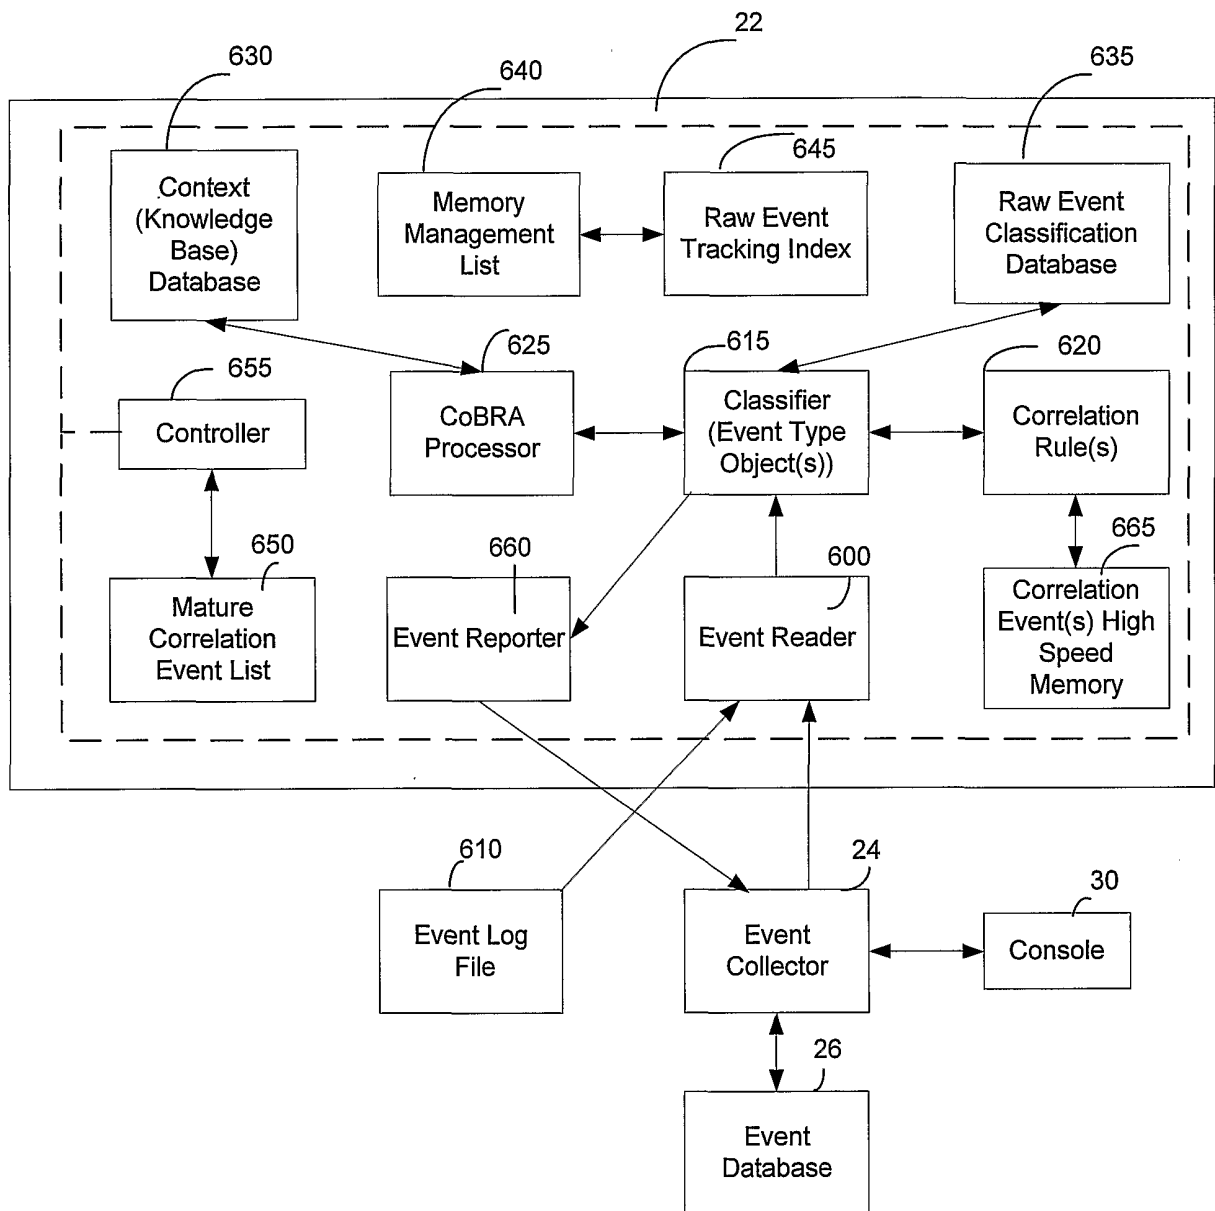 22
630
640
635
645
Context
(Knowledge
Base)
Database
Memory
Management
List
Raw Event
Tracking Index
Raw Event
Classification
Database
655
625
615
620
Controller
CoBRA
Processor
Classifier
(Event Type
Object(s))
Correlation
Rule(s)
650
660
600
665
Mature
Correlation
Event List
Event Reporter
Event Reader
Correlation
Event(s) High
Speed
Memory
610
24
30
Event Log
File
Event
Collector
Console
26
Event
Database